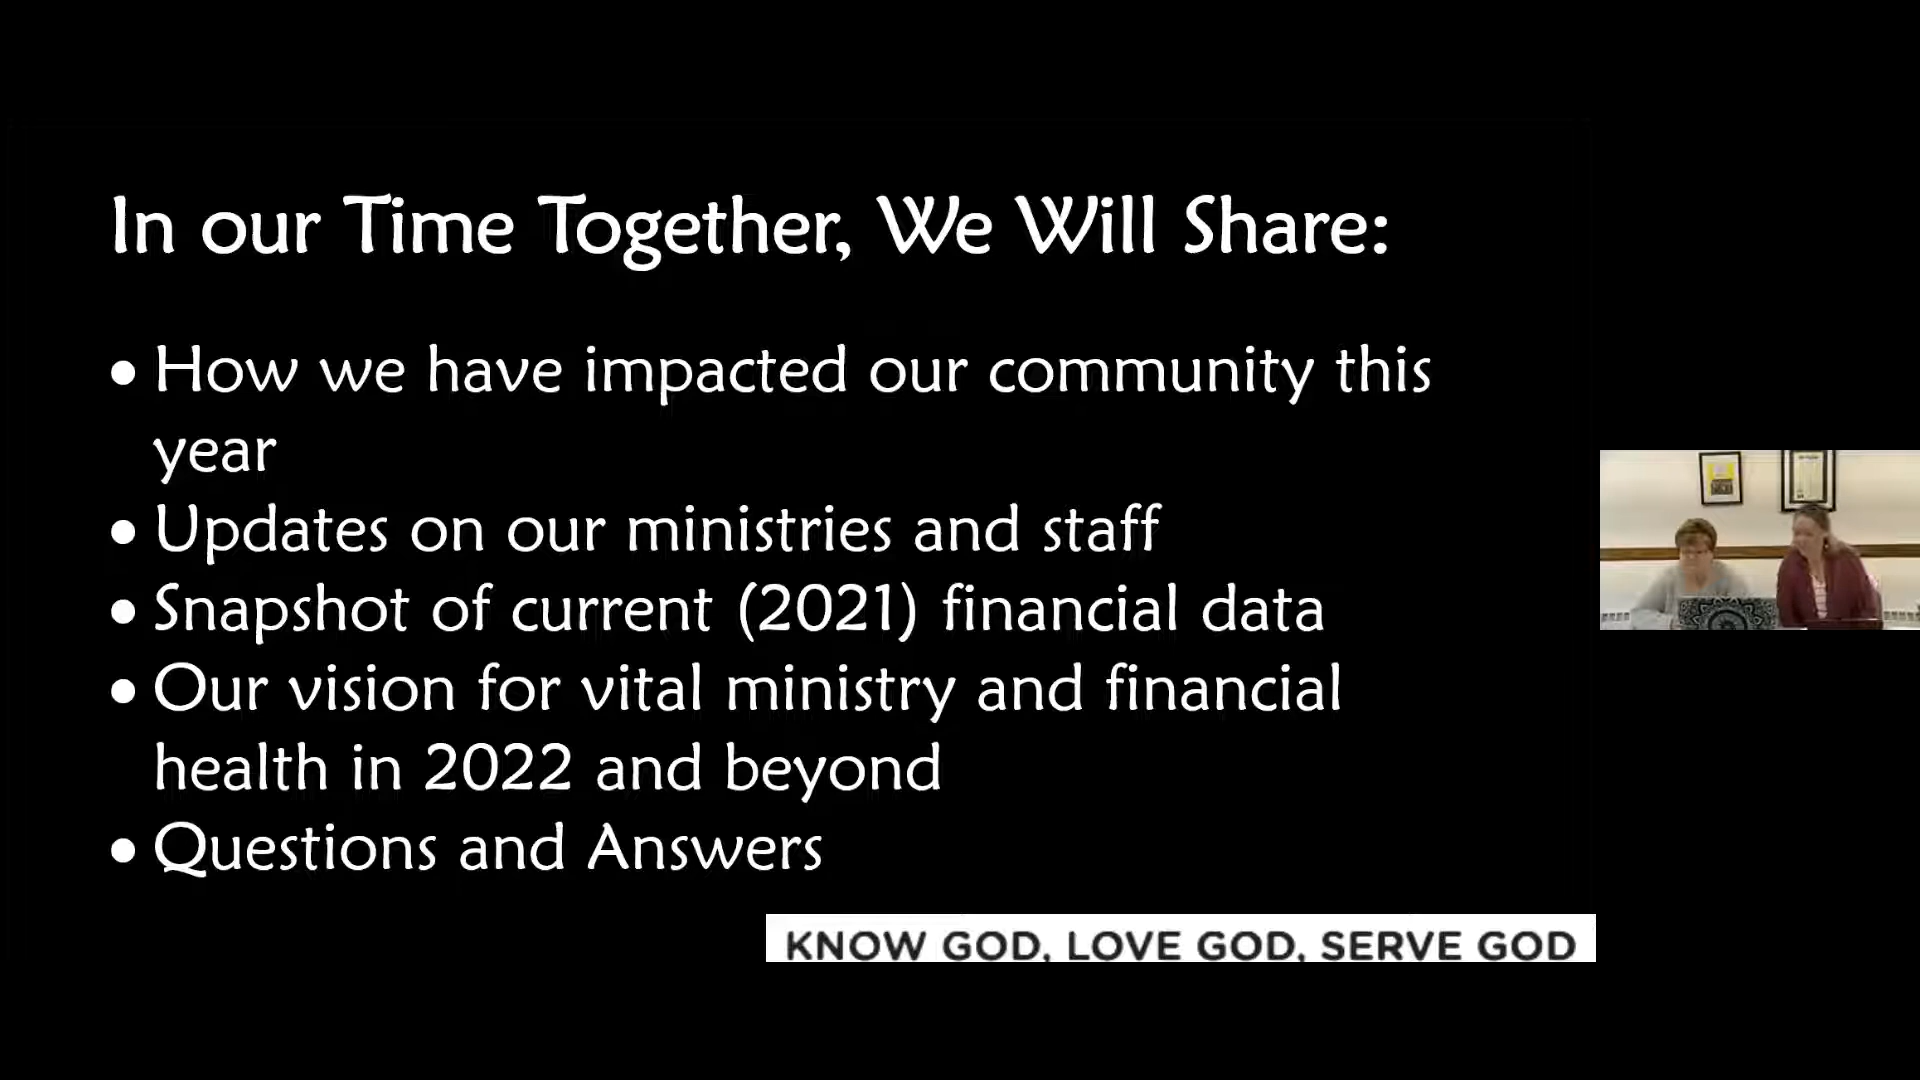 In our Time Together, We Will Share:
• How we have impacted our community this
year
• Updates on our ministries and staff
• Snapshot of current (2021) financial data
• Our vision for vital ministry and financial
health in 2022 and beyond
• Questions and Answers
KNOW GOD, LOVE GOD, SERVE GOD